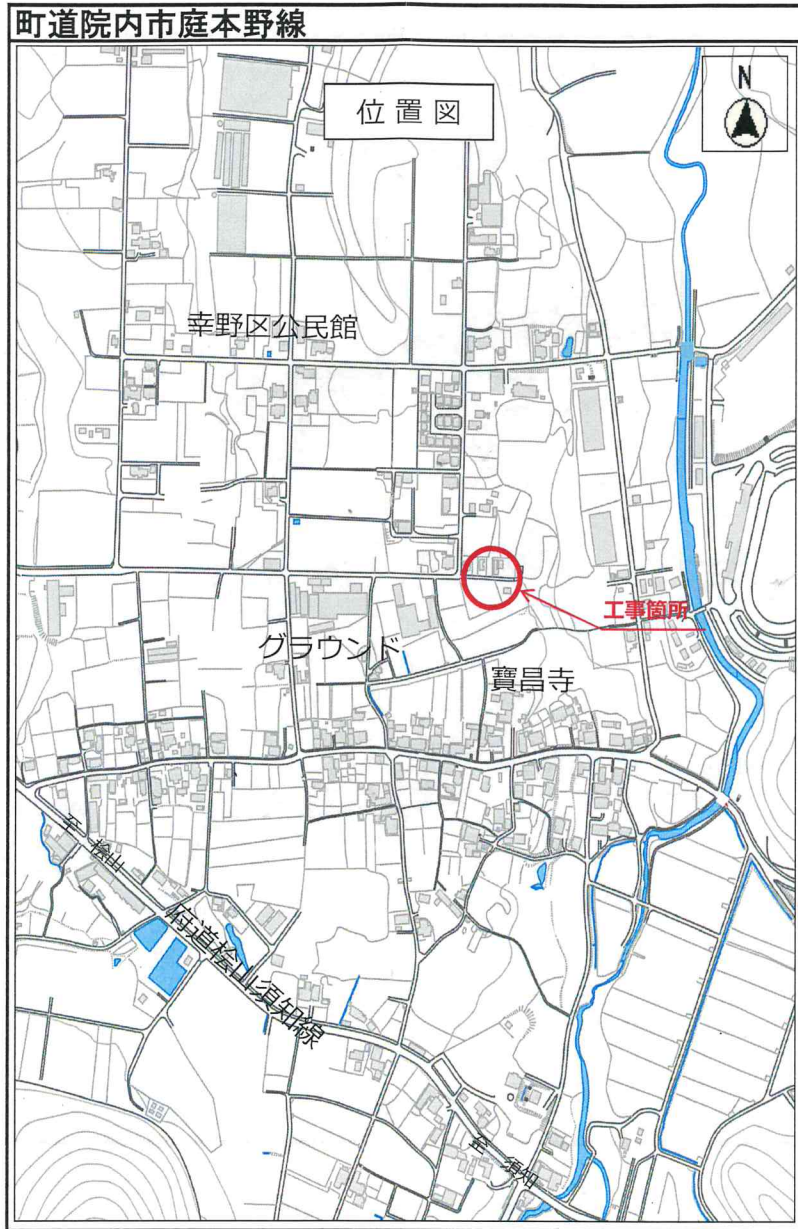 町道院内市庭本野線
位置図
N
幸野区公民館
工事箇所
グラウンド
寶昌寺
至 桧山
府道桧山須知線
至 須知